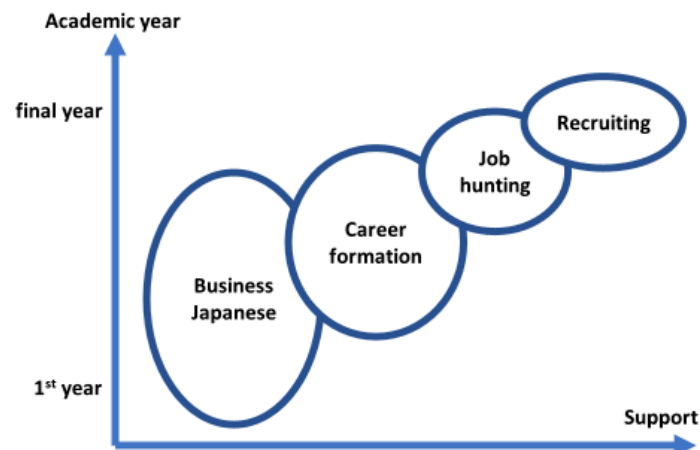 Academic year
final year
Recruiting
Job
hunting
Career
formation
Business
Japanese
1st year
Support